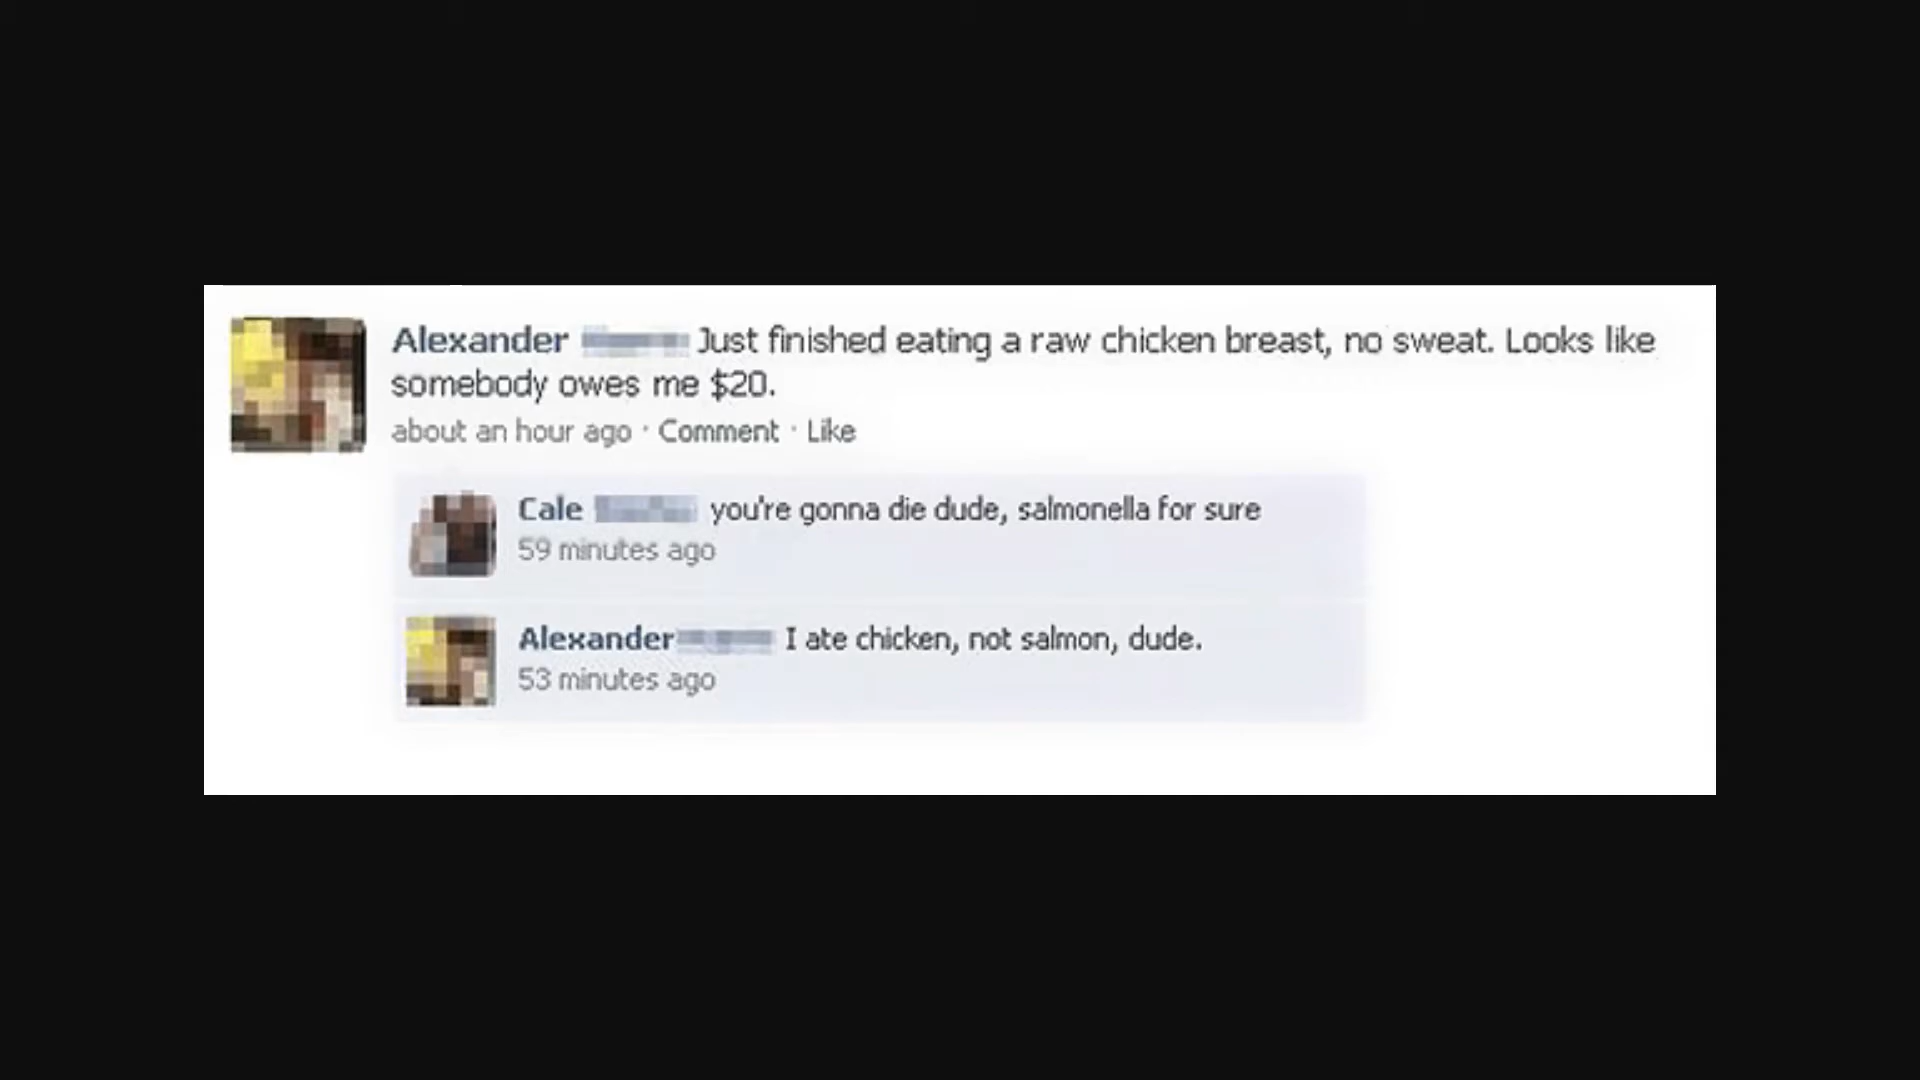 Alexander Just finished eating a raw chicken breast, no sweat. Looks like
somebody owes me $20.
about an hour ago · Comment · Like
Cale you're gonna die dude, salmonella for sure
59 minutes ago
Alexander I ate chicken, not salmon, dude.
53 minutes ago